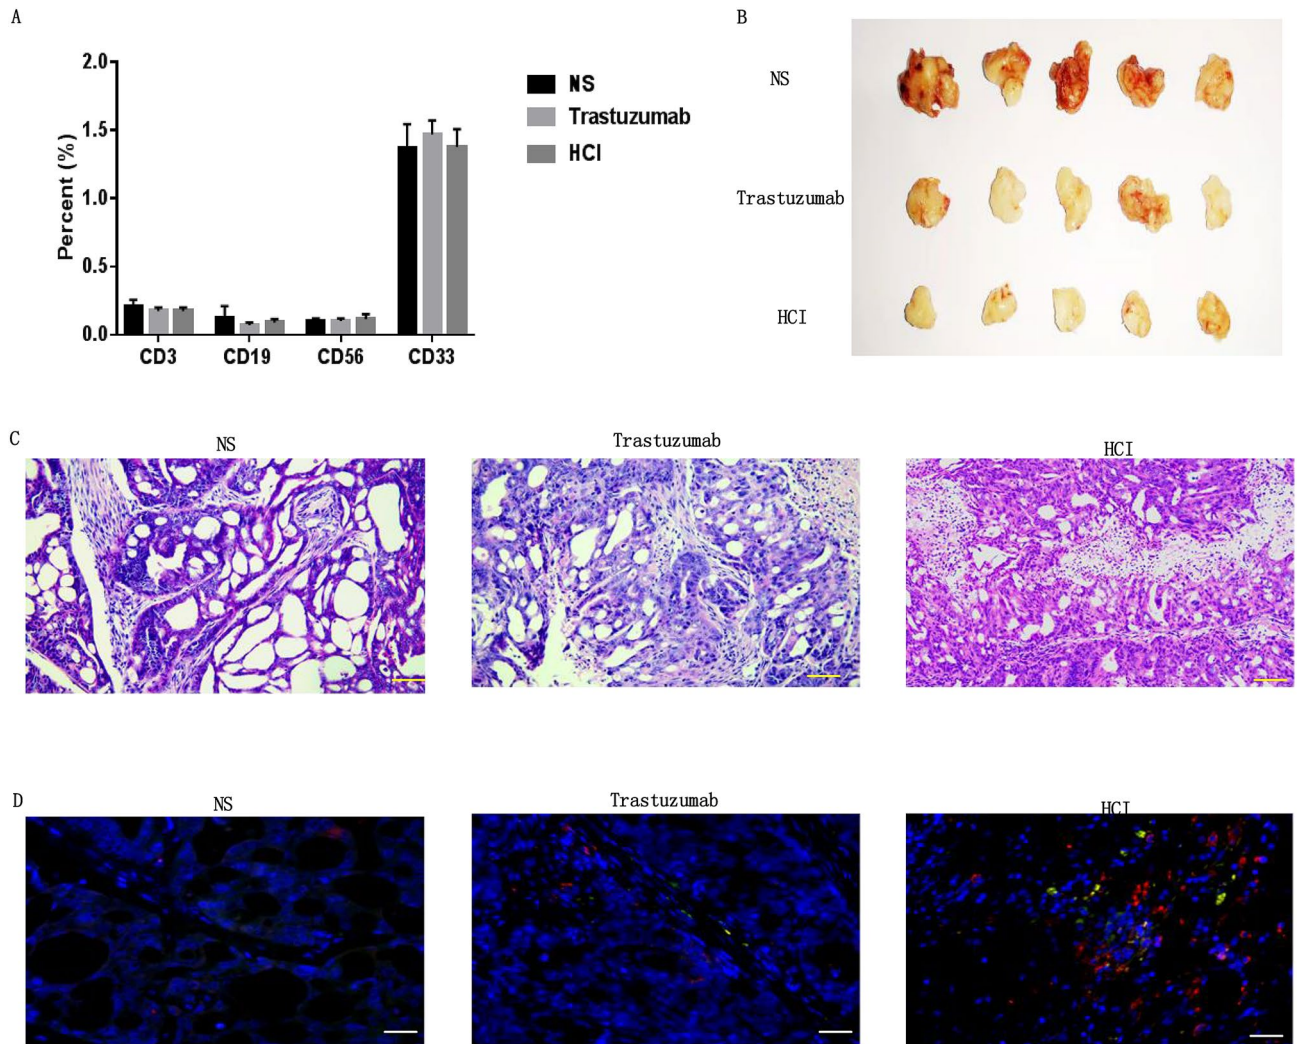 A
2.0
1.5
1.0
0.5
0.0
Percent (%)
CD3 CD19 CD56 CD33
NS
Trastuzumab
HCI
B
NS
Trastuzumab
HCI
C
NS Trastuzumab HCI
D
NS Trastuzumab HCI